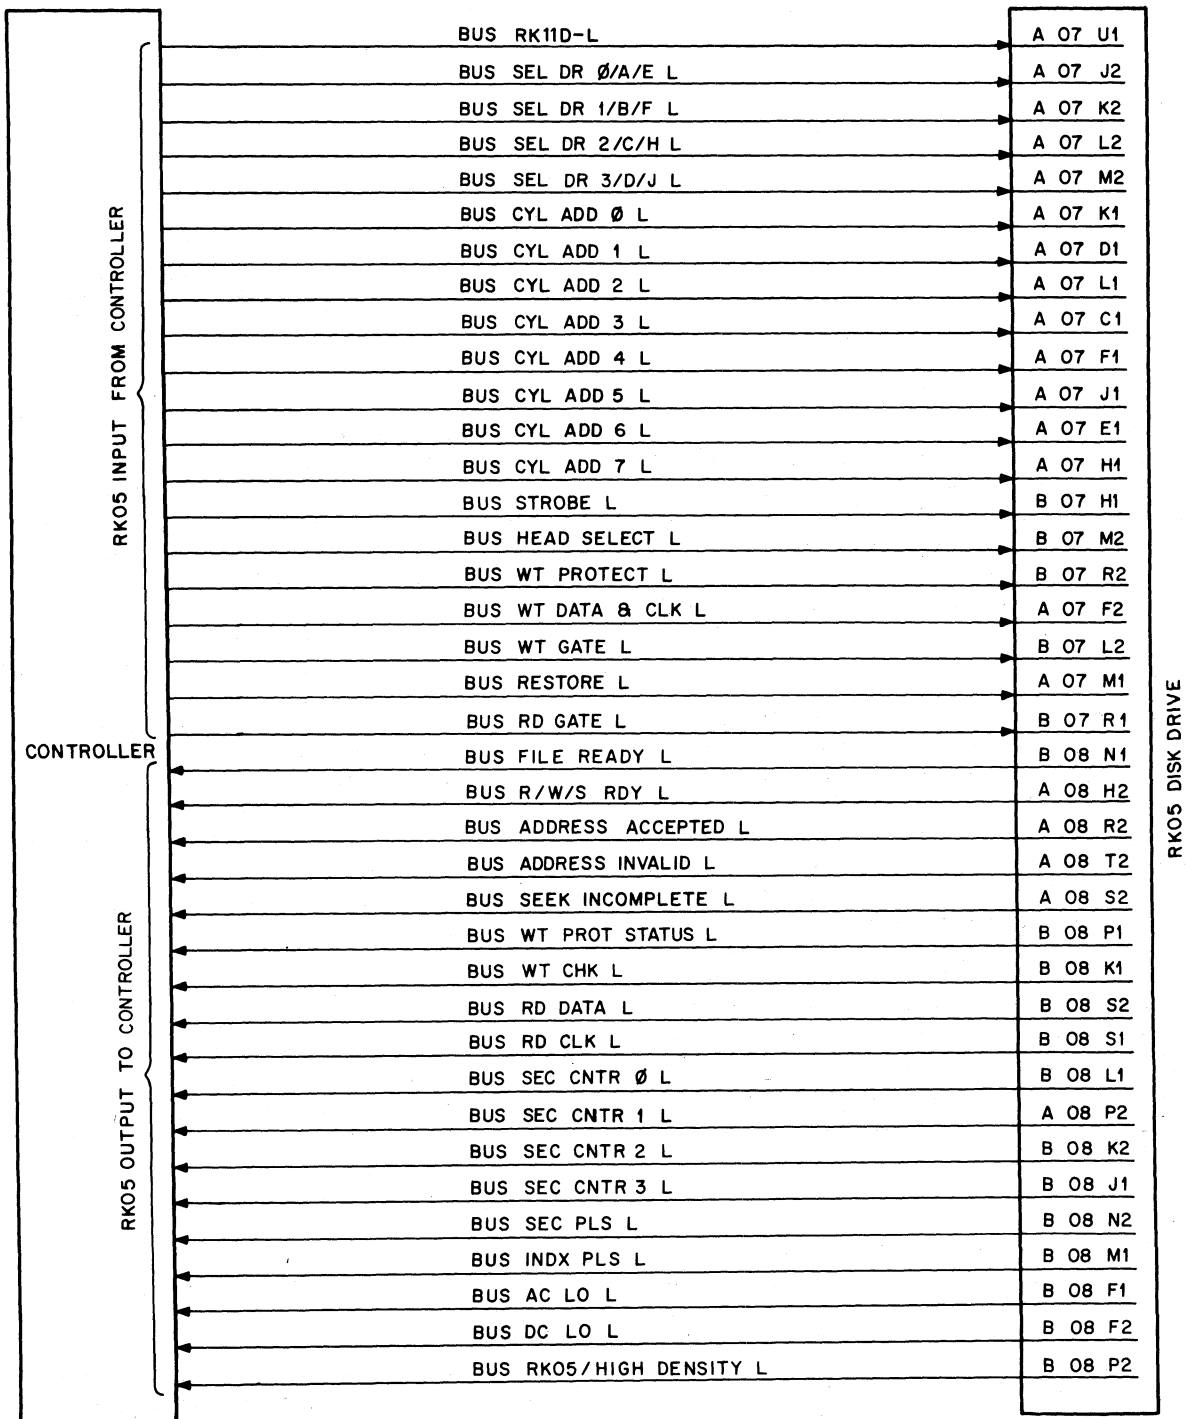 BUS RK11D-L A 07 U1
BUS SEL DR Ø/A/E L A 07 J2
BUS SEL DR 1/B/F L A 07 K2
BUS SEL DR 2/C/H L A 07 L2
BUS SEL DR 3/D/J L A 07 M2
BUS CYL ADD Ø L A 07 K1
BUS CYL ADD 1 L A 07 D1
BUS CYL ADD 2 L A 07 L1
BUS CYL ADD 3 L A 07 C1
BUS CYL ADD 4 L A 07 F1
BUS CYL ADD 5 L A 07 J1
BUS CYL ADD 6 L A 07 E1
BUS CYL ADD 7 L A 07 H1
BUS STROBE L B 07 H1
BUS HEAD SELECT L B 07 M2
BUS WT PROTECT L B 07 R2
BUS WT DATA & CLK L A 07 F2
BUS WT GATE L B 07 L2
BUS RESTORE L A 07 M1
BUS RD GATE L B 07 R1
RK05 INPUT FROM CONTROLLER
CONTROLLER
BUS FILE READY L B 08 N1
BUS R/W/S RDY L A 08 H2
BUS ADDRESS ACCEPTED L A 08 R2
BUS ADDRESS INVALID L A 08 T2
BUS SEEK INCOMPLETE L A 08 S2
BUS WT PROT STATUS L B 08 P1
BUS WT CHK L B 08 K1
BUS RD DATA L B 08 S2
BUS RD CLK L B 08 S1
BUS SEC CNTR Ø L B 08 L1
BUS SEC CNTR 1 L A 08 P2
BUS SEC CNTR 2 L B 08 K2
BUS SEC CNTR 3 L B 08 J1
BUS SEC PLS L B 08 N2
BUS INDX PLS L B 08 M1
BUS AC LO L B 08 F1
BUS DC LO L B 08 F2
BUS RK05/HIGH DENSITY L B 08 P2
RK05 OUTPUT TO CONTROLLER
RK05 DISK DRIVE